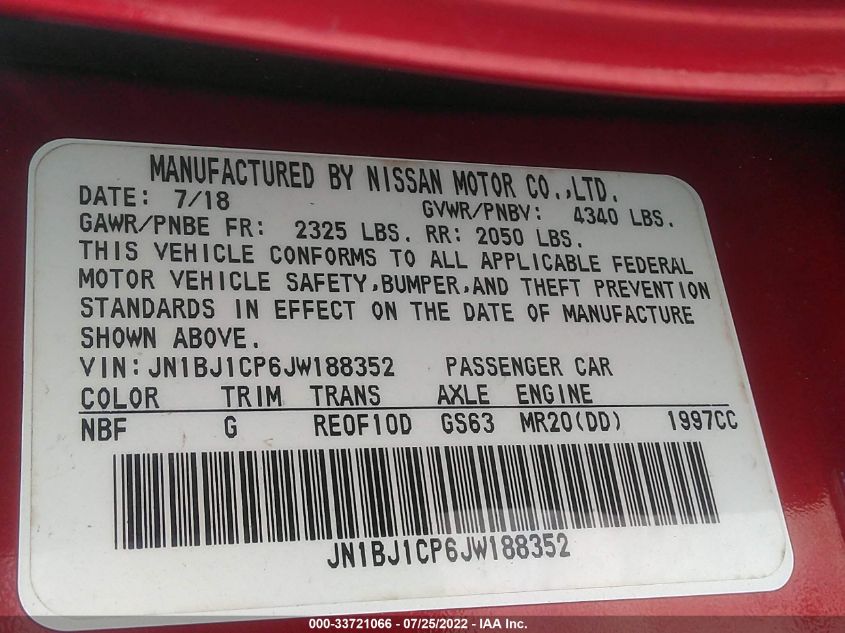 MANUFACTURED BY NISSAN MOTOR CO.,LTD.
DATE: 7/18 GVWR/PNBV: 4340 LBS.
GAWR/PNBE FR: 2325 LBS. RR: 2050 LBS.
THIS VEHICLE CONFORMS TO ALL APPLICABLE FEDERAL
MOTOR VEHICLE SAFETY,BUMPER,AND THEFT PREVENTION
STANDARDS IN EFFECT ON THE DATE OF MANUFACTURE
SHOWN ABOVE.
VIN:JN1BJ1CP6JW188352 PASSENGER CAR
COLOR TRIM TRANS AXLE ENGINE
NBF G RE0F10D GS63 MR20(DD) 1997CC
JN1BJ1CP6JW188352
000-33721066 - 07/25/2022 - IAA Inc.